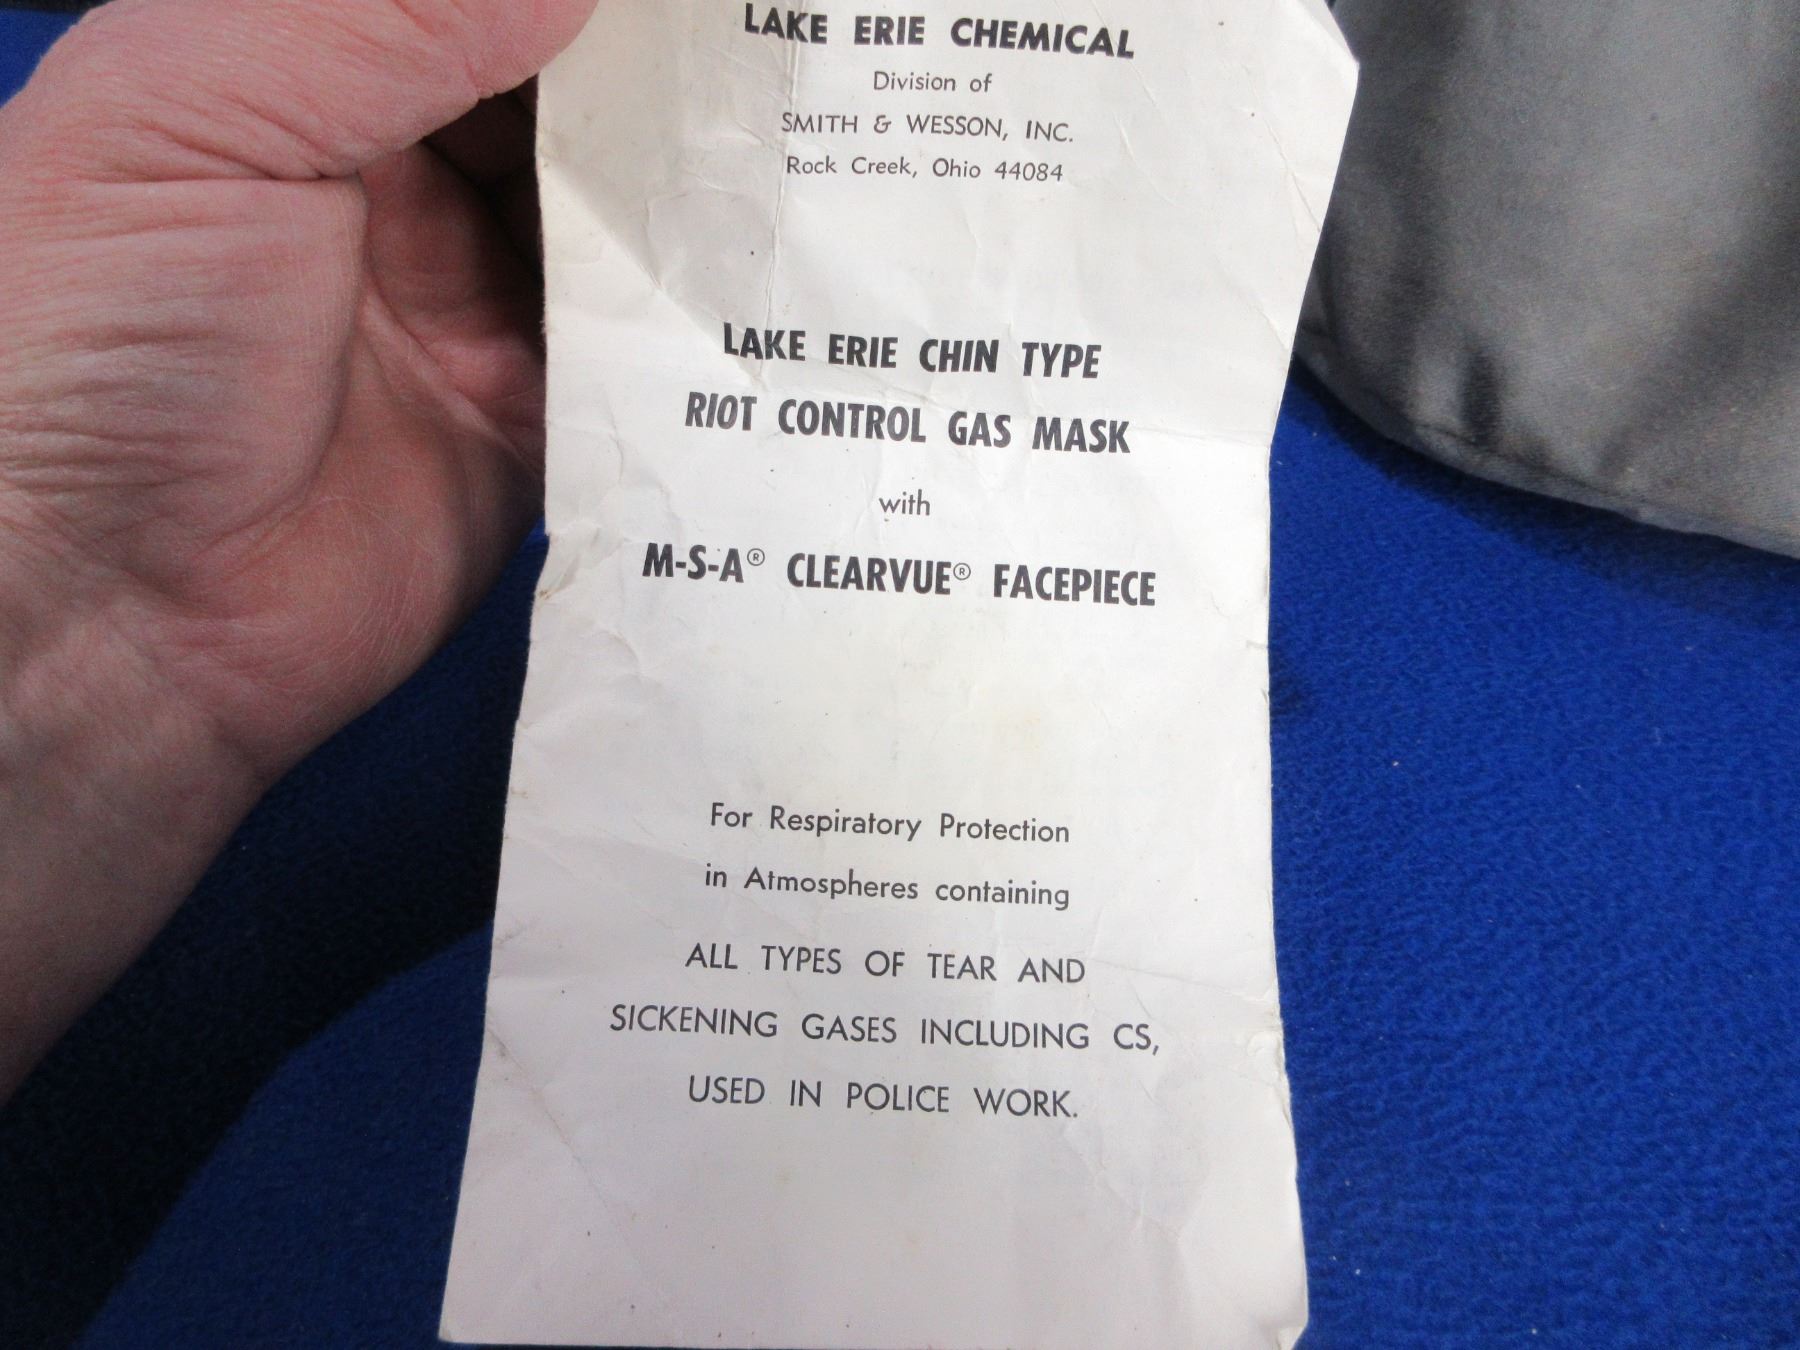 LAKE ERIE CHEMICAL
Division of
SMITH & WESSON, INC.
Rock Creek, Ohio 44084
LAKE ERIE CHIN TYPE
RIOT CONTROL GAS MASK
with
M-S-A® CLEARVUE® FACEPIECE
For Respiratory Protection
in Atmospheres containing
ALL TYPES OF TEAR AND
SICKENING GASES INCLUDING CS,
USED IN POLICE WORK.